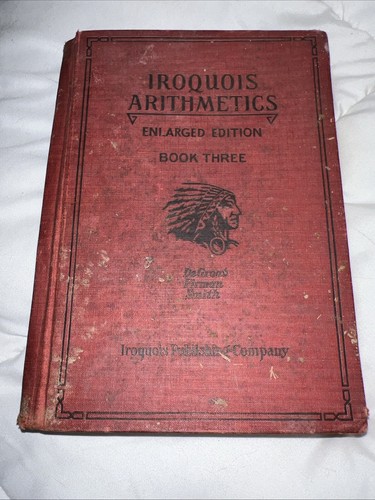 IROQUOIS
ARITHMETICS
ENLARGED EDITION
BOOK THREE
DeGroat
Firman
Smith
Iroquois Publishing Company